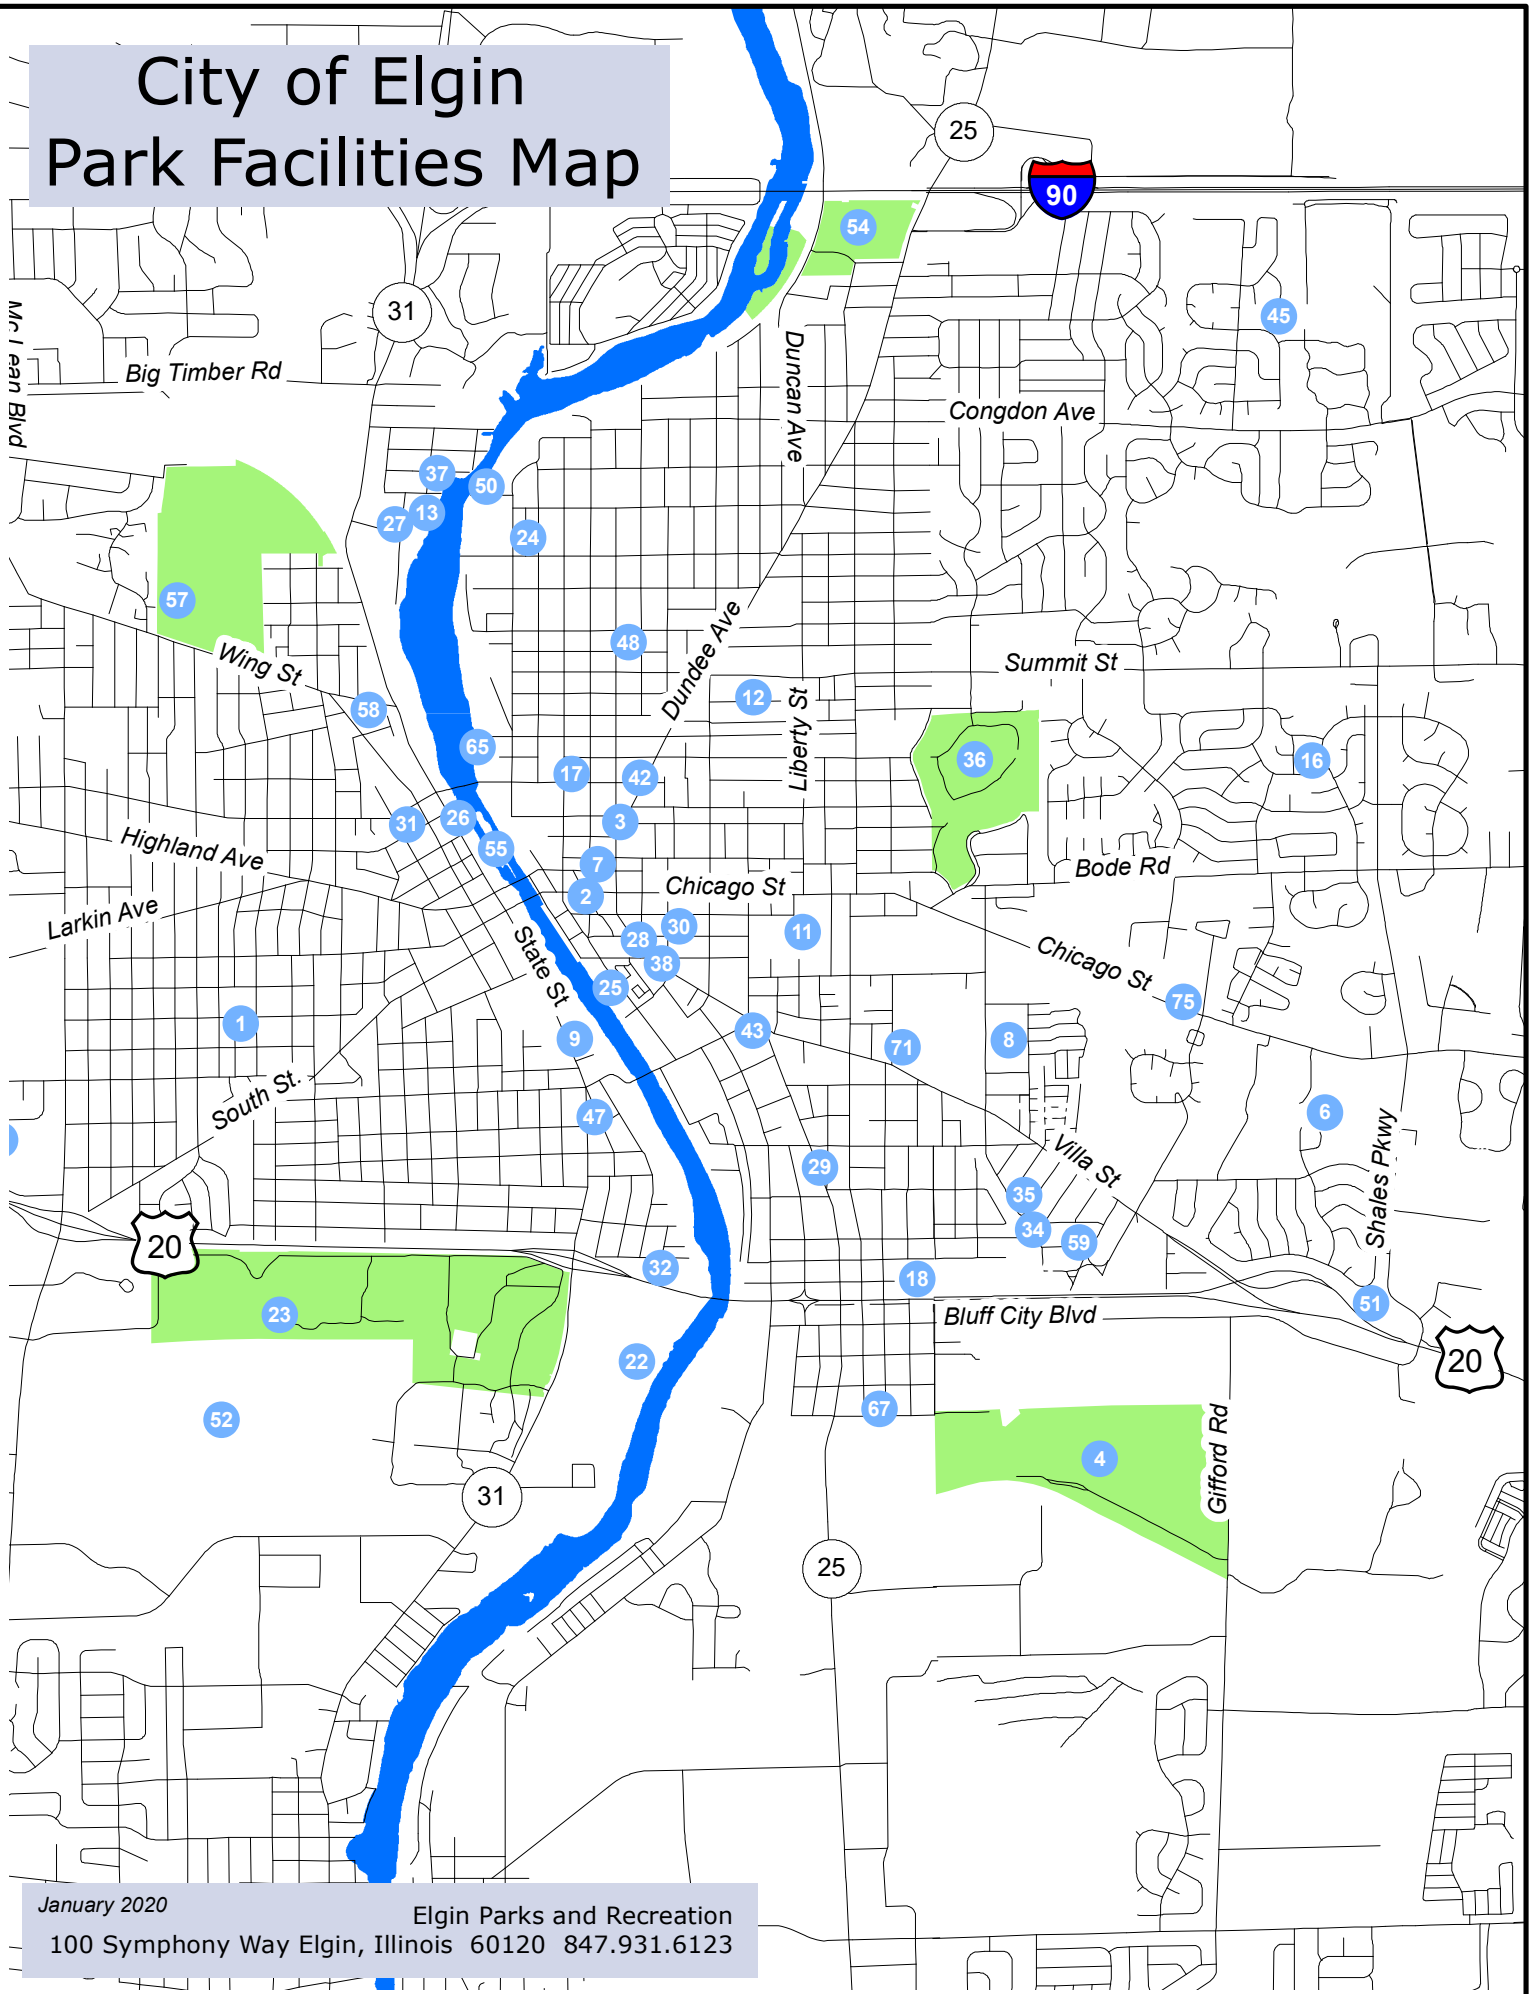 City of Elgin
Park Facilities Map
25
90
54
31
45
Mc Lean Blvd
Big Timber Rd
Duncan Ave
Congdon Ave
37
50
27
13
24
57
48
Dundee Ave
Wing St
Summit St
12
58
Liberty St
65
17
42
36
16
31
26
3
55
Highland Ave
7
Bode Rd
2
Chicago St
Larkin Ave
30
28
11
38
State St
Chicago St
25
75
1
9
43
71
8
South St.
47
6
Villa St
Shales Pkwy
29
35
34
59
20
32
18
51
23
Bluff City Blvd
22
20
52
67
4
Gifford Rd
31
25
January 2020
Elgin Parks and Recreation
100 Symphony Way Elgin, Illinois 60120 847.931.6123